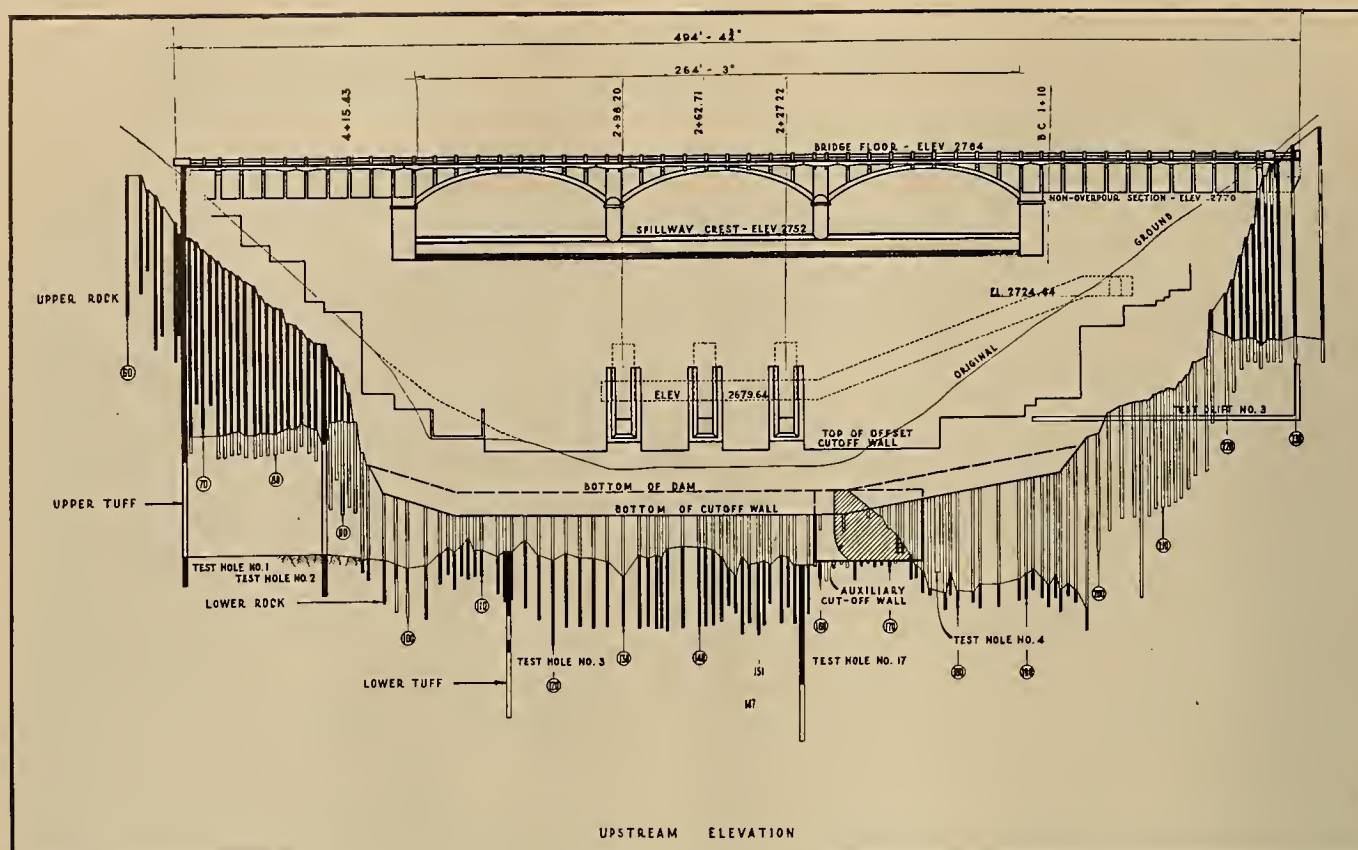 494' - 4¾"
264' - 3"
4+15.43
2+98.20
2+62.71
2+27.22
B C 1+10
BRIDGE FLOOR - ELEV 2784
NON-OVERPOUR SECTION - ELEV. 2770
SPILLWAY CREST - ELEV 2752
GROUND
ORIGINAL
UPPER ROCK
EL. 2724.64
60
ELEV 2679.64
TEST DRIFT NO. 3
TOP OF OFFSET
CUTOFF WALL
220
230
70
80
BOTTOM OF DAM
UPPER TUFF
BOTTOM OF CUTOFF WALL
90
210
TEST HOLE NO. 1
TEST HOLE NO. 2
LOWER ROCK
AUXILIARY
CUT-OFF WALL
200
110
100
160
170
TEST HOLE NO. 4
TEST HOLE NO. 3
130
140
151
TEST HOLE NO. 17
180
190
LOWER TUFF
120
147
UPSTREAM ELEVATION